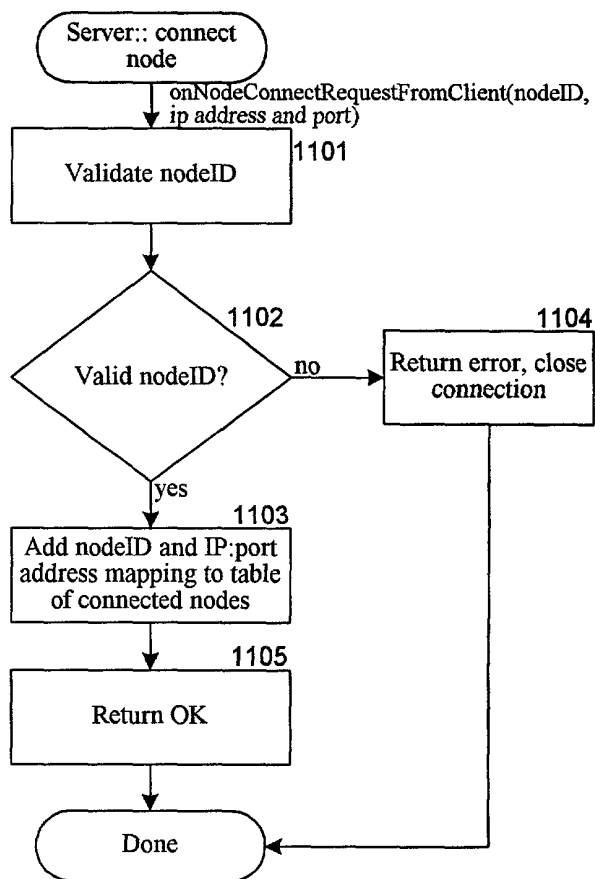 Server:: connect
node
onNodeConnectRequestFromClient(nodeID,
ip address and port)
1101
Validate nodeID
1102
Valid nodeID?
no
1104
Return error, close
connection
yes
1103
Add nodeID and IP:port
address mapping to table
of connected nodes
1105
Return OK
Done